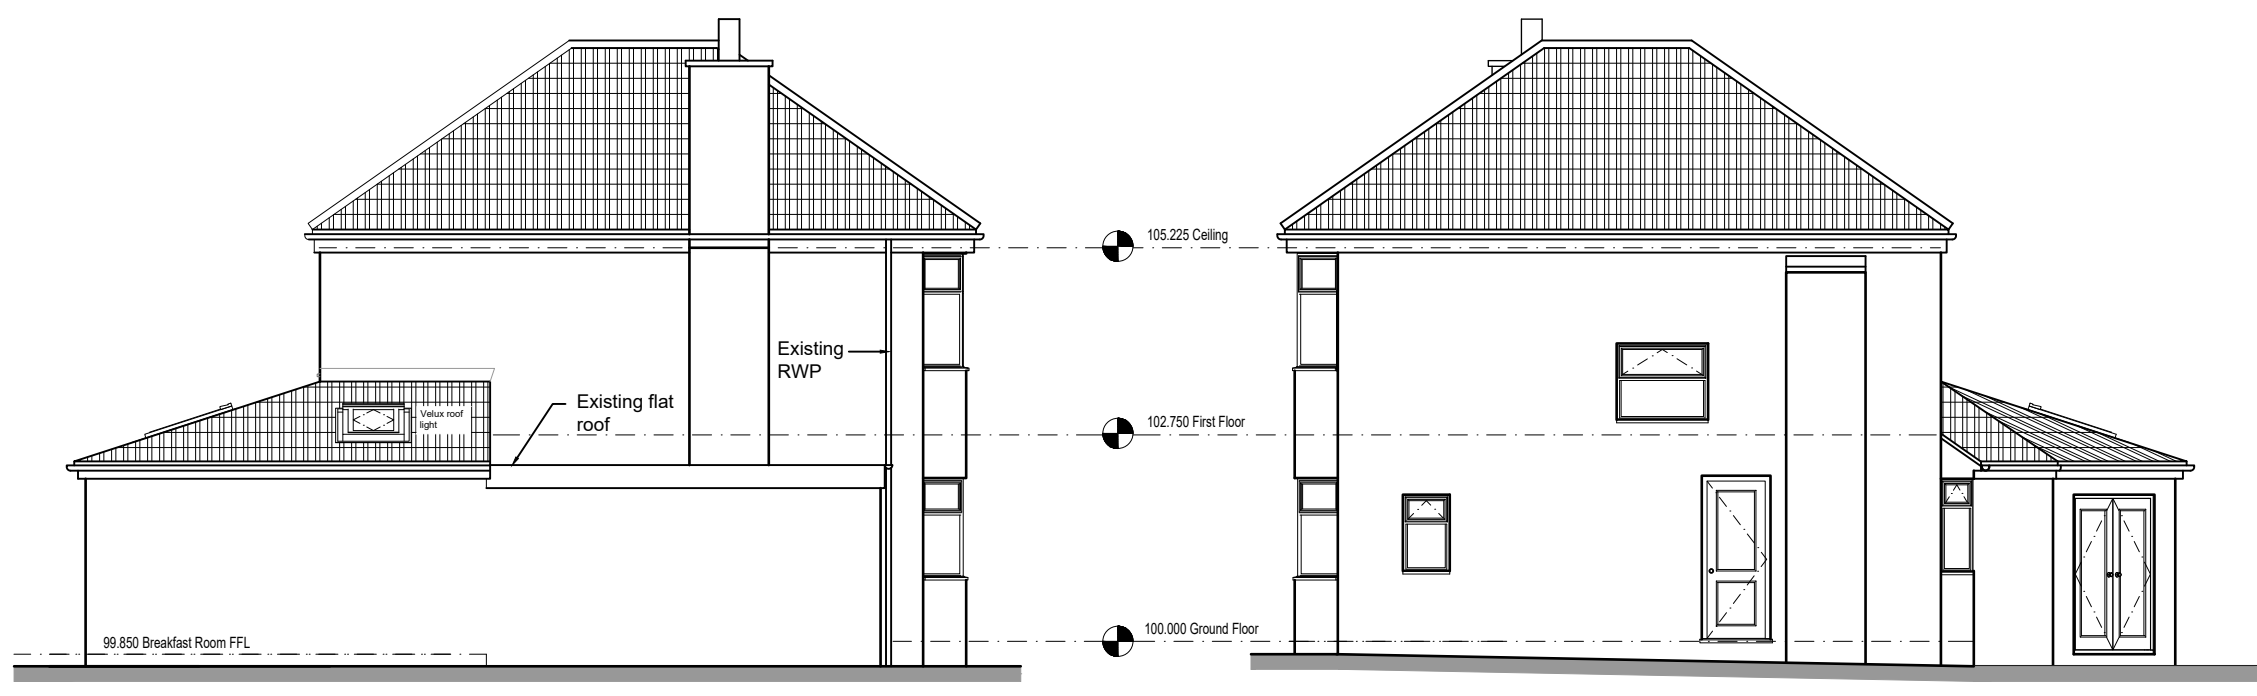 105.225 Ceiling
Existing
RWP
Existing flat
roof
Velux roof
light
102.750 First Floor
100.000 Ground Floor
99.850 Breakfast Room FFL